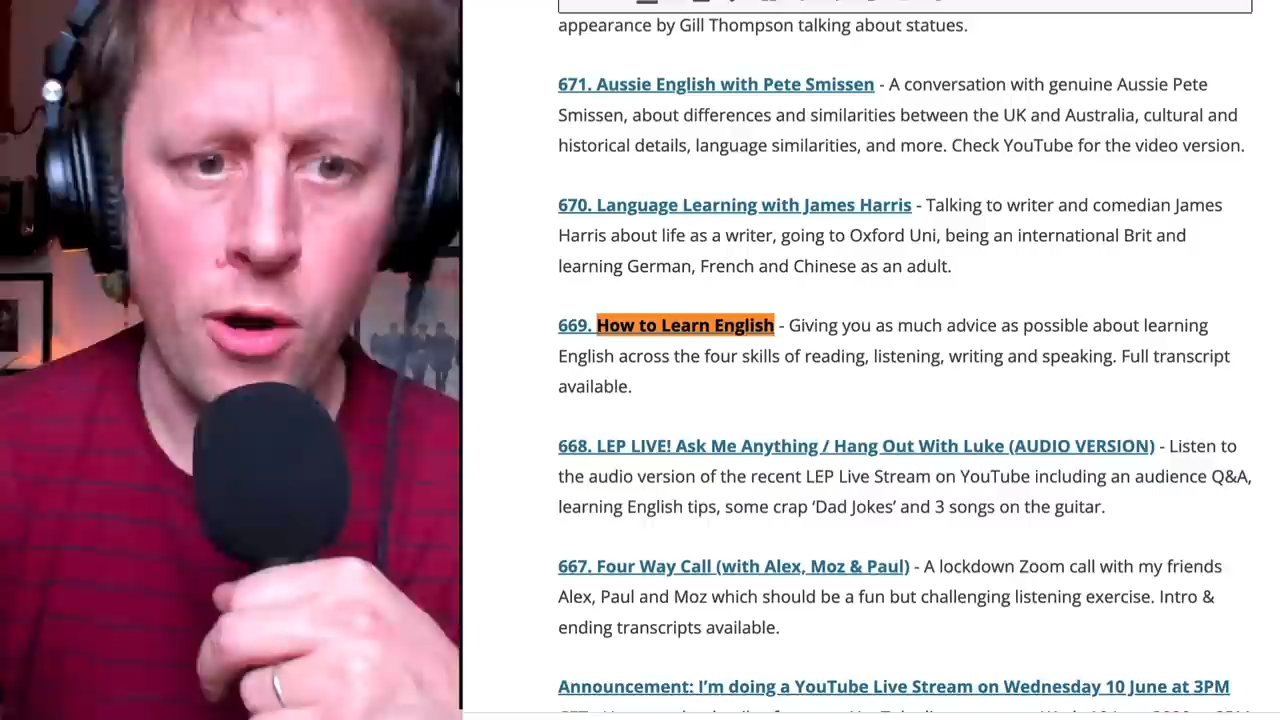 appearance by Gill Thompson talking about statues.
671. Aussie English with Pete Smissen - A conversation with genuine Aussie Pete
Smissen, about differences and similarities between the UK and Australia, cultural and
historical details, language similarities, and more. Check YouTube for the video version.
670. Language Learning with James Harris - Talking to writer and comedian James
Harris about life as a writer, going to Oxford Uni, being an international Brit and
learning German, French and Chinese as an adult.
669. How to Learn English - Giving you as much advice as possible about learning
English across the four skills of reading, listening, writing and speaking. Full transcript
available.
668. LEP LIVE! Ask Me Anything / Hang Out With Luke (AUDIO VERSION) - Listen to
the audio version of the recent LEP Live Stream on YouTube including an audience Q&A,
learning English tips, some crap ‘Dad Jokes’ and 3 songs on the guitar.
667. Four Way Call (with Alex, Moz & Paul) - A lockdown Zoom call with my friends
Alex, Paul and Moz which should be a fun but challenging listening exercise. Intro &
ending transcripts available.
Announcement: I’m doing a YouTube Live Stream on Wednesday 10 June at 3PM